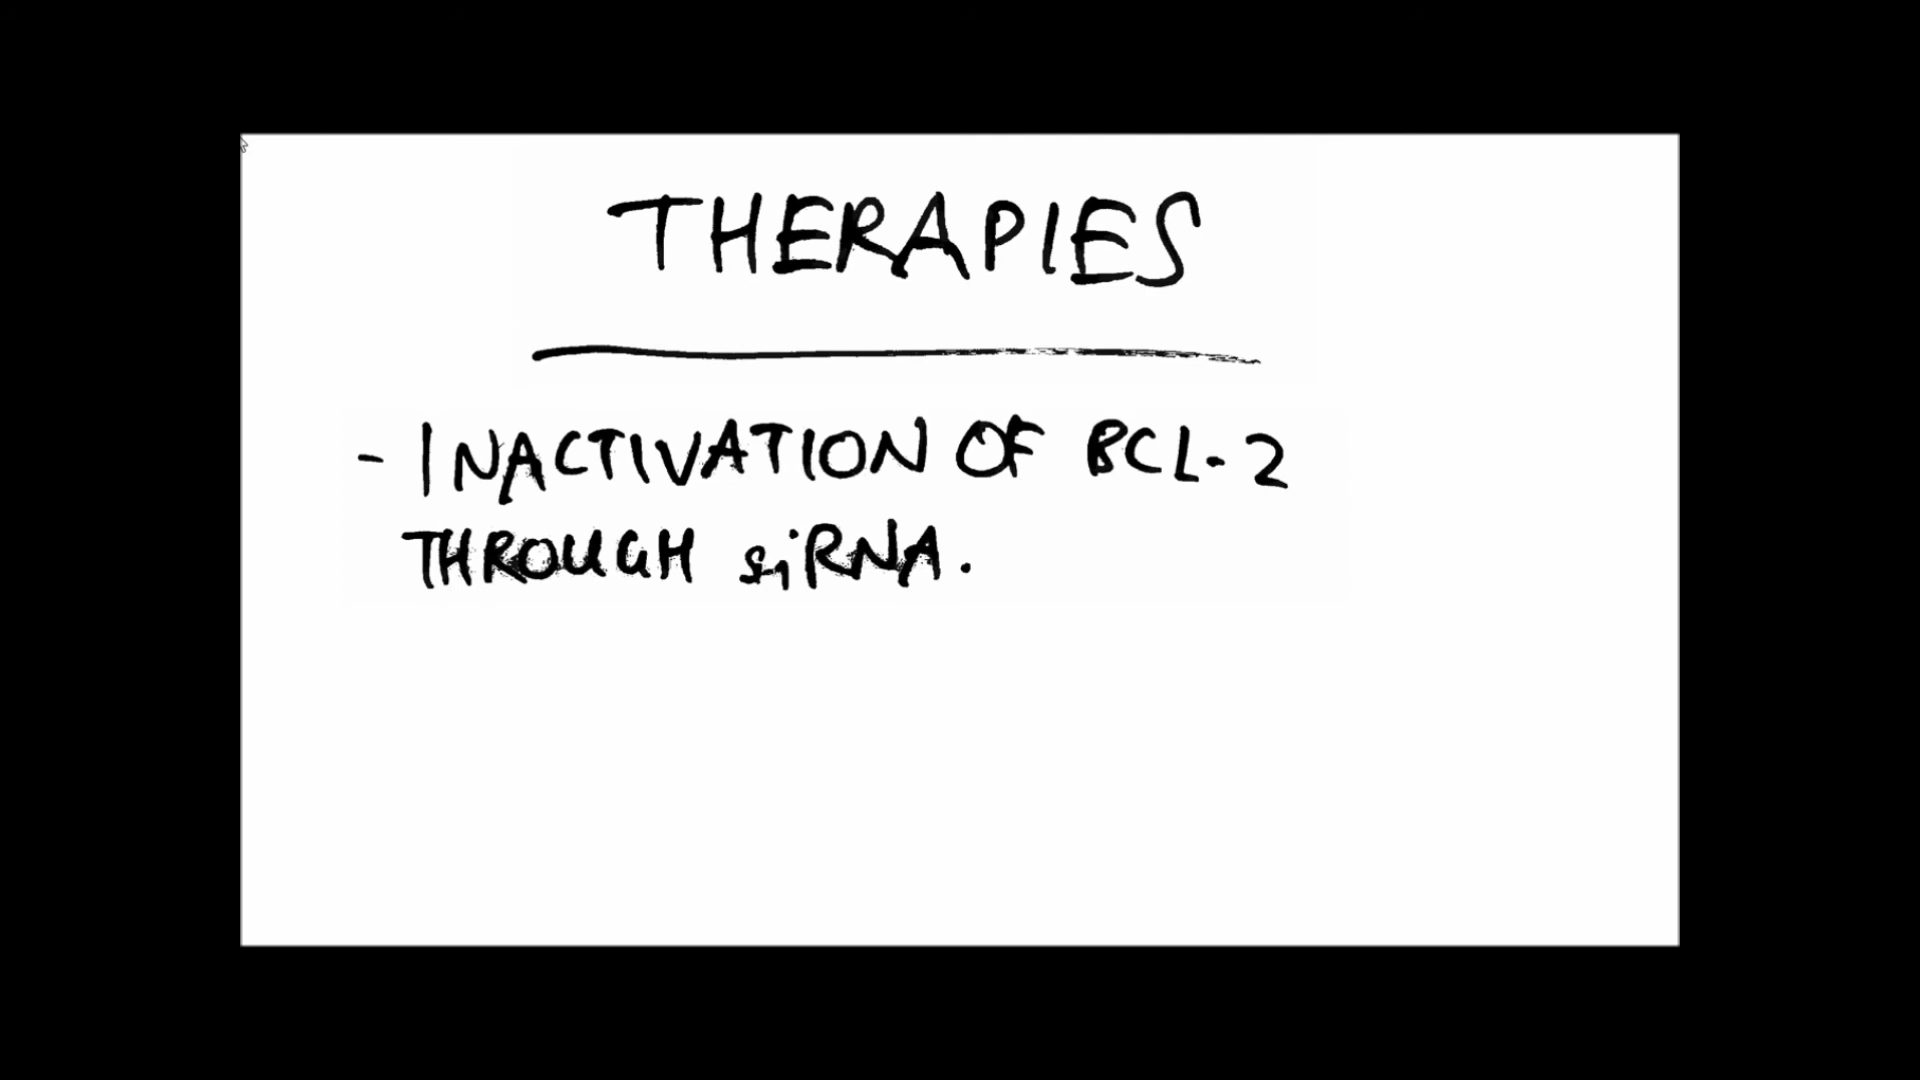 THERAPIES
- INACTIVATION OF BCL-2
THROUGH siRNA.